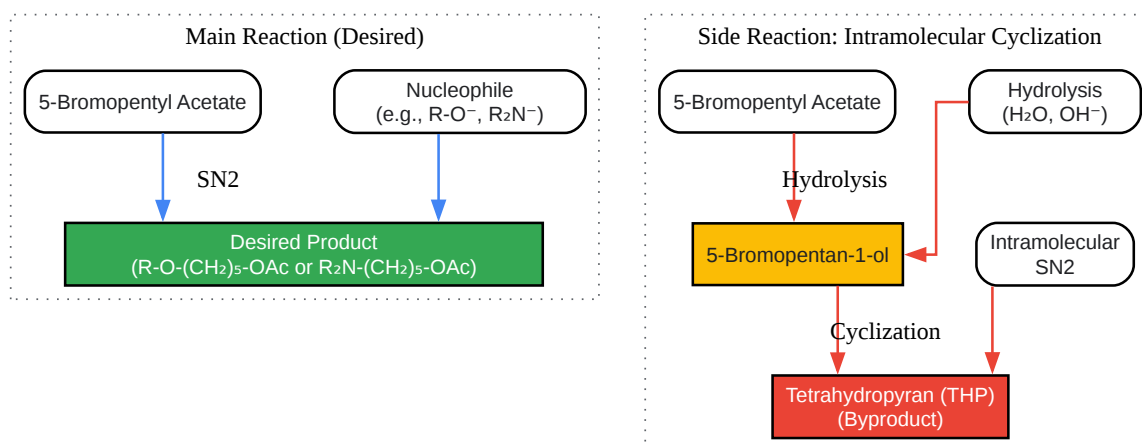 Main Reaction (Desired)
5-Bromopentyl Acetate
Nucleophile
(e.g., R-O⁻, R₂N⁻)
SN2
Desired Product
(R-O-(CH₂)₅-OAc or R₂N-(CH₂)₅-OAc)
Side Reaction: Intramolecular Cyclization
5-Bromopentyl Acetate
Hydrolysis
(H₂O, OH⁻)
Hydrolysis
5-Bromopentan-1-ol
Intramolecular
SN2
Cyclization
Tetrahydropyran (THP)
(Byproduct)